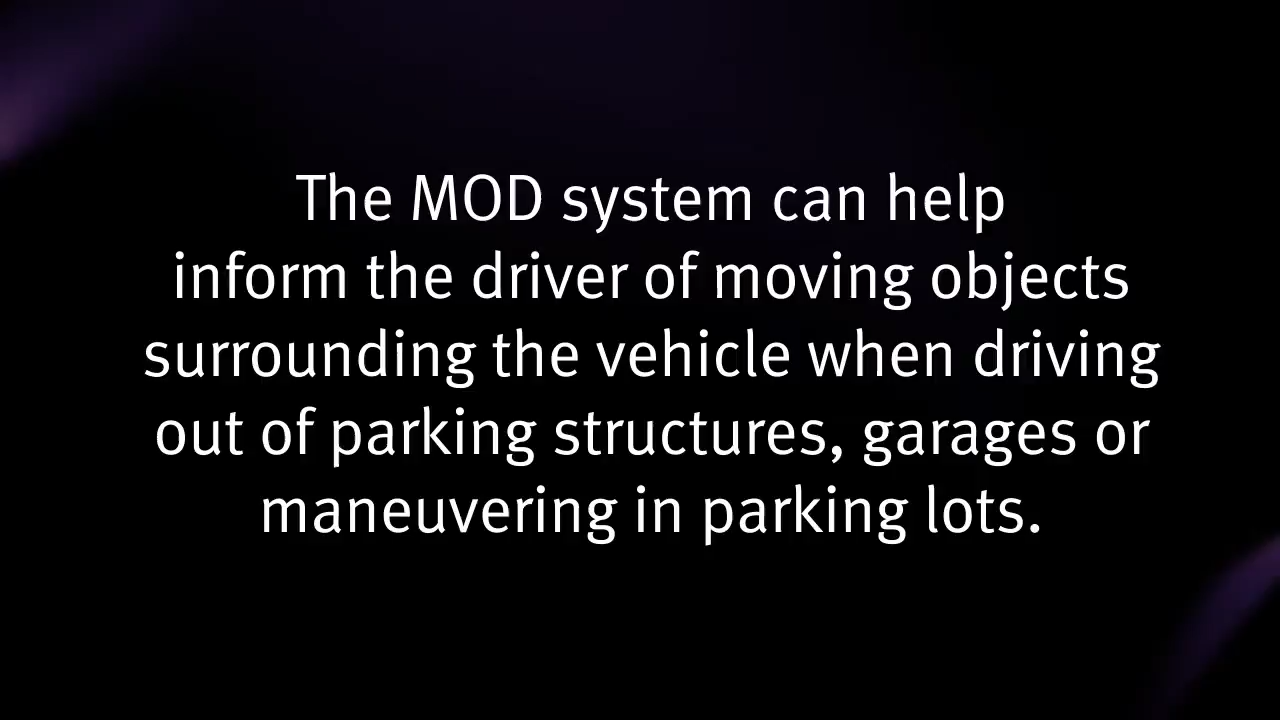 The MOD system can help
inform the driver of moving objects
surrounding the vehicle when driving
out of parking structures, garages or
maneuvering in parking lots.